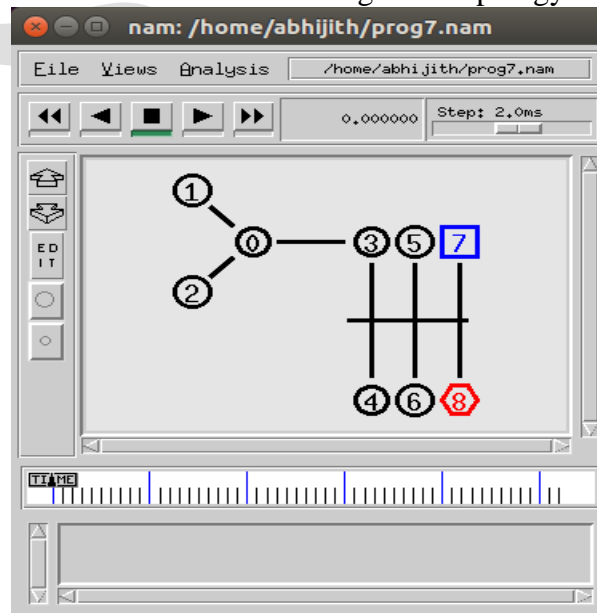 nam: /home/abhijith/prog7.nam
File Views Analysis /home/abhijith/prog7.nam
0.000000 Step: 2.0ms
ED
IT
1
0 3 5 7
2
4 6 8
TIME